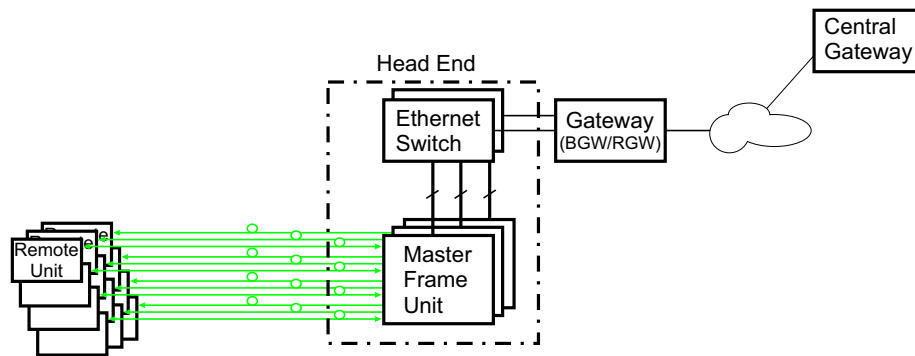 Central
Gateway
Head End
Ethernet
Switch
Gateway
(BGW/RGW)
Master
Frame
Unit
Remote
Unit